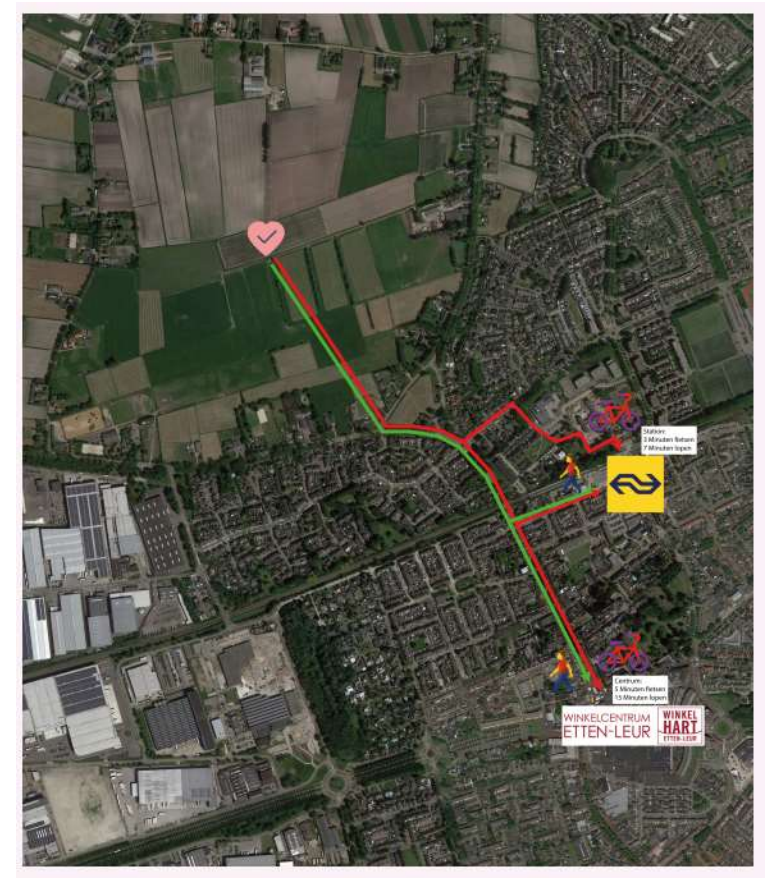 Station:
3 Minuten fietsen
7 Minuten lopen
Centrum:
5 Minuten fietsen
15 Minuten lopen
WINKELCENTRUM
ETTEN-LEUR
WINKEL
HART
ETTEN-LEUR